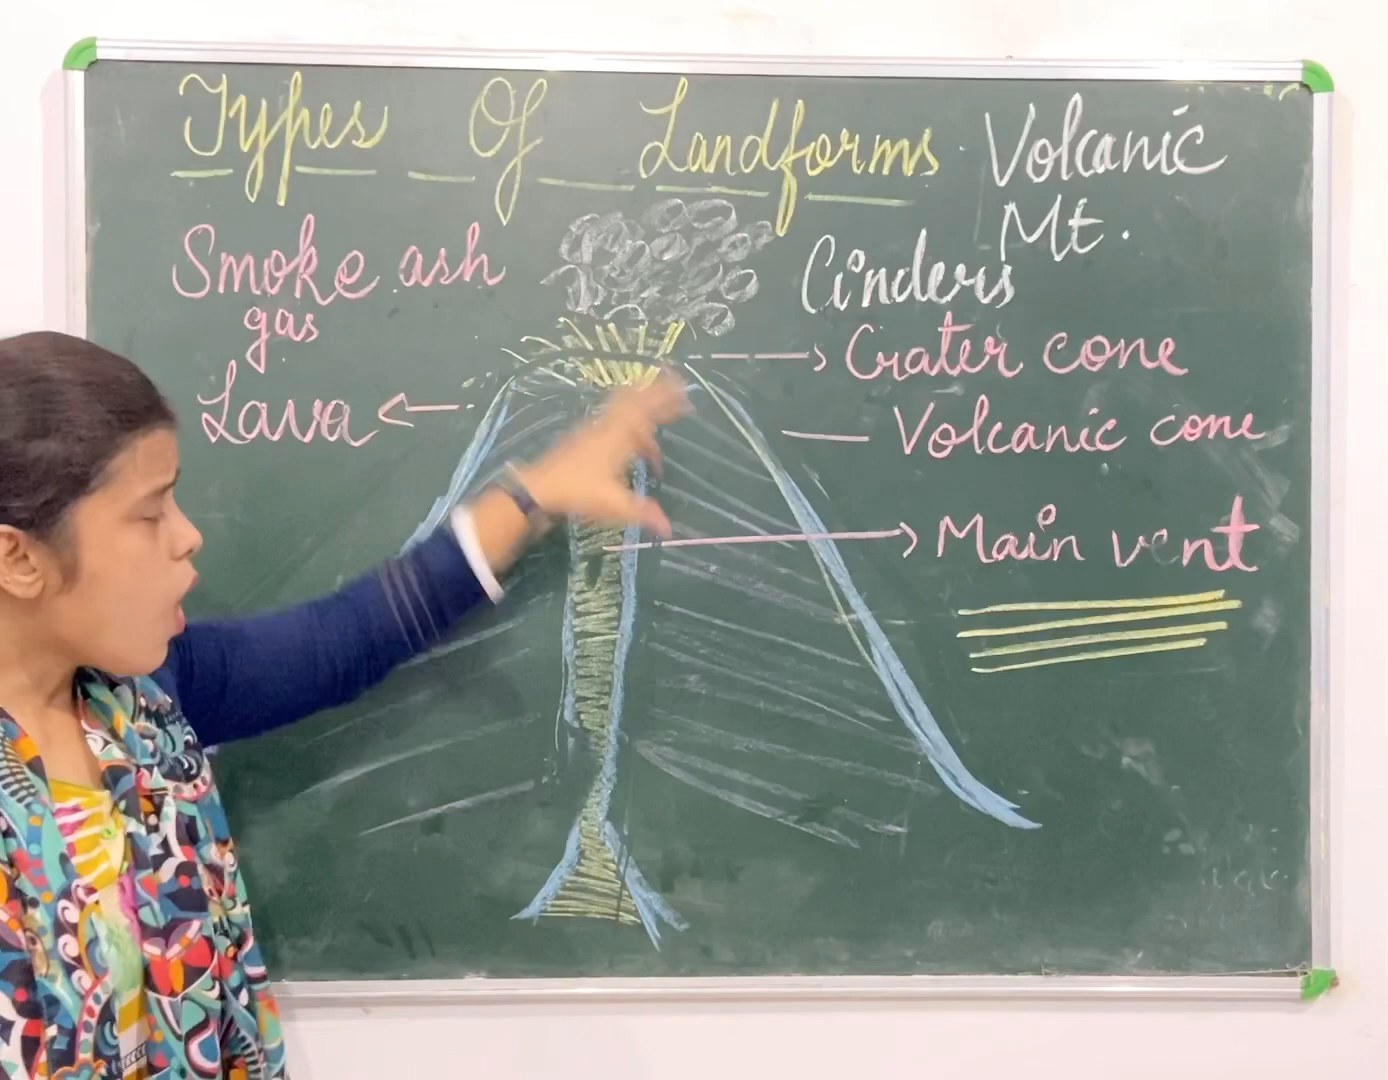 Types Of Landforms
Volcanic
Mt.
Smoke ash
gas
Cinders
Crater cone
Lava
Volcanic cone
Main vent